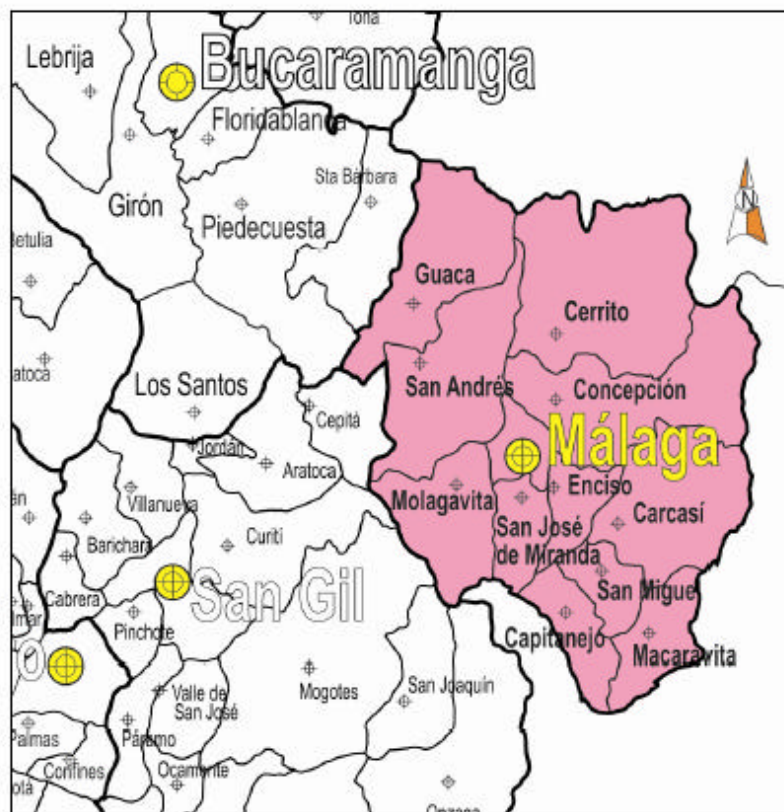 Tona
Lebrija
Bucaramanga
Floridablanca
Sta Bárbara
Girón
Piedecuesta
N
Betulia
Guaca
Cerrito
Los Santos
San Andrés
Concepción
Cepitá
Málaga
Jordán
Aratoca
Villanueva
Molagavita
Enciso
San José
de Miranda
Carcasí
Barichara
Curití
Cabrera
San Gil
San Migue
Pinchote
Capitanejo
Macaravita
Valle de
San José
Mogotes
San Joaquín
Palmas
Páramo
Confines
Ocamonte